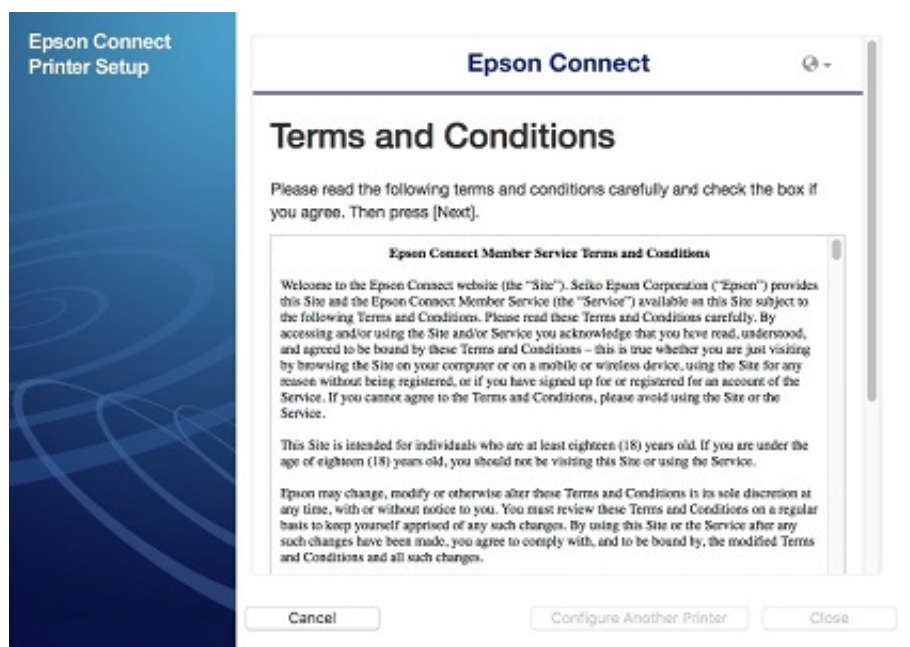 Epson Connect
Printer Setup
Epson Connect
Terms and Conditions
Please read the following terms and conditions carefully and check the box if
you agree. Then press [Next].
Epson Connect Member Service Terms and Conditions
Welcome to the Epson Connect website (the "Site"). Seiko Epson Corporation ("Epson") provides
this Site and the Epson Connect Member Service (the "Service") available on this Site subject to
the following Terms and Conditions. Please read these Terms and Conditions carefully. By
accessing and/or using the Site and/or Service you acknowledge that you have read, understood,
and agreed to be bound by these Terms and Conditions – this is true whether you are just visiting
by browsing the Site on your computer or on a mobile or wireless device, using the Site for any
reason without being registered, or if you have signed up for or registered for an account of the
Service. If you cannot agree to the Terms and Conditions, please avoid using the Site or the
Service.
This Site is intended for individuals who are at least eighteen (18) years old. If you are under the
age of eighteen (18) years old, you should not be visiting this Site or using the Service.
Epson may change, modify or otherwise alter these Terms and Conditions in its sole discretion at
any time, with or without notice to you. You must review these Terms and Conditions on a regular
basis to keep yourself apprised of any such changes. By using this Site or the Service after any
such changes have been made, you agree to comply with, and to be bound by, the modified Terms
and Conditions and all such changes.
Cancel
Configure Another Printer
Close